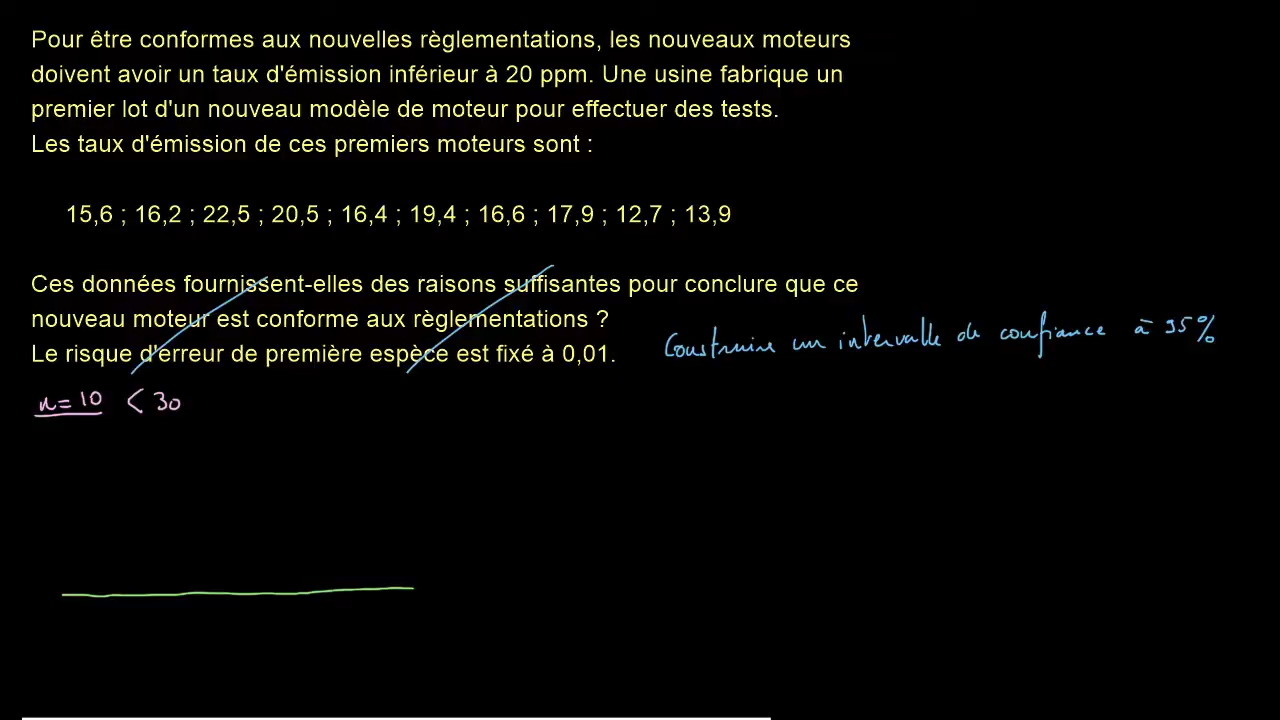 Pour être conformes aux nouvelles règlementations, les nouveaux moteurs
doivent avoir un taux d'émission inférieur à 20 ppm. Une usine fabrique un
premier lot d'un nouveau modèle de moteur pour effectuer des tests.
Les taux d'émission de ces premiers moteurs sont :
15,6 ; 16,2 ; 22,5 ; 20,5 ; 16,4 ; 19,4 ; 16,6 ; 17,9 ; 12,7 ; 13,9
Ces données fournissent-elles des raisons suffisantes pour conclure que ce
nouveau moteur est conforme aux règlementations ?
Le risque d'erreur de première espèce est fixé à 0,01.
Construire un intervalle de confiance à 95%
n=10 < 30